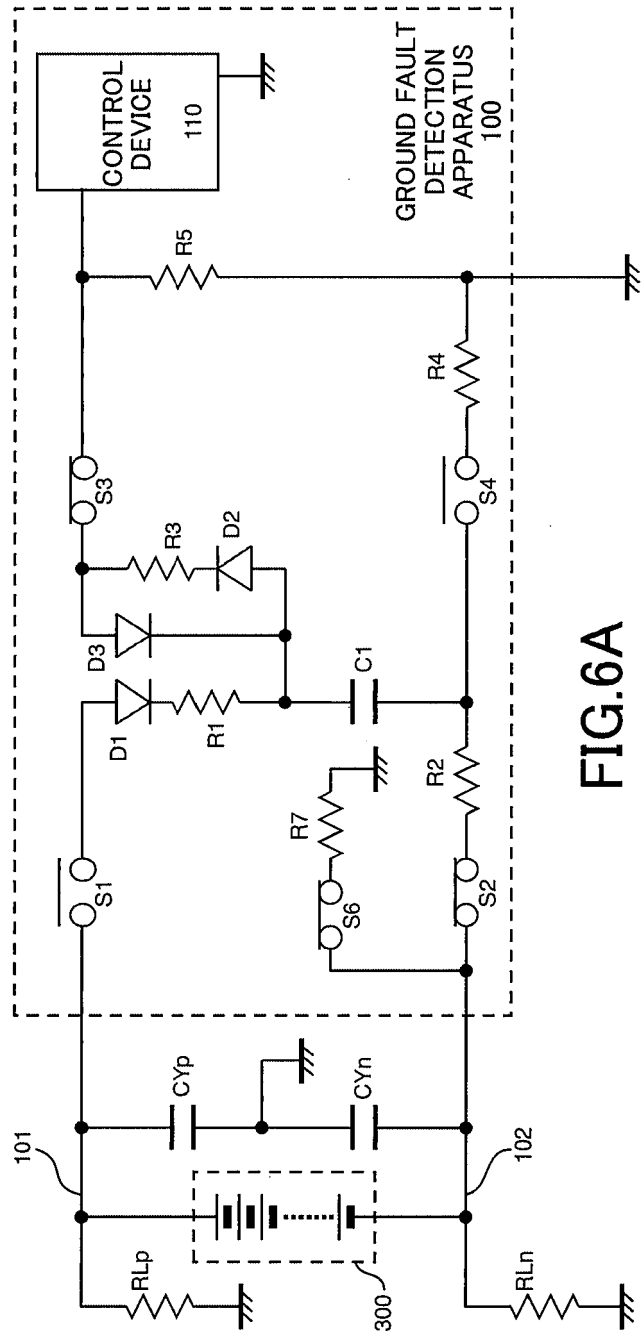 101
RLp
300
CYp
CYn
RLn
102
S1
D1
R1
D3
R3
D2
S3
CONTROL
DEVICE
110
R5
GROUND FAULT
DETECTION
APPARATUS
100
C1
R7
S6
S2
R2
S4
R4
FIG.6A